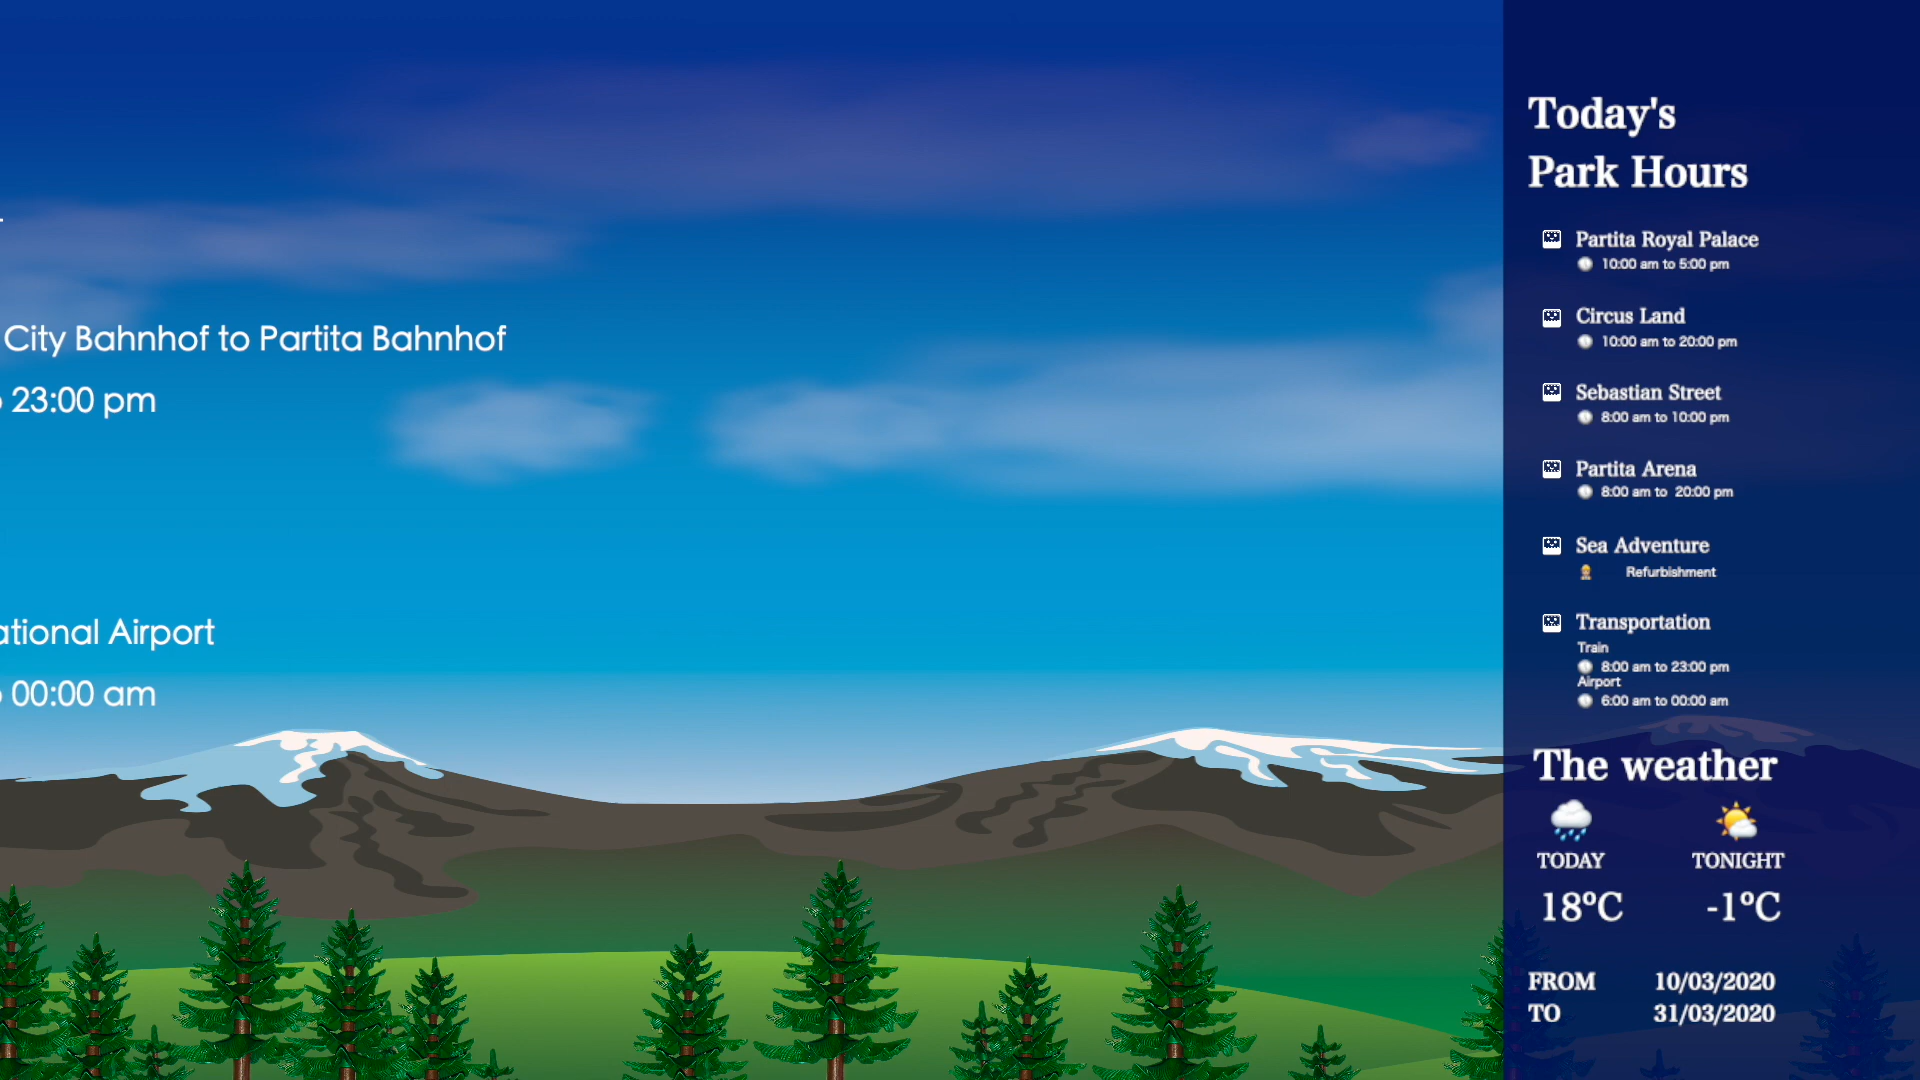 City Bahnhof to Partita Bahnhof
23:00 pm
Airport
00:00 am
Today's
Park Hours
Partita Royal Palace
10:00 am to 5:00 pm
Circus Land
10:00 am to 20:00 pm
Sebastian Street
8:00 am to 10:00 pm
Partita Arena
8:00 am to 20:00 pm
Sea Adventure
Refurbishment
Transportation
Train
8:00 am to 23:00 pm
Airport
6:00 am to 00:00 am
The weather
TODAY TONIGHT
18°C -1°C
FROM 10/03/2020
TO 31/03/2020